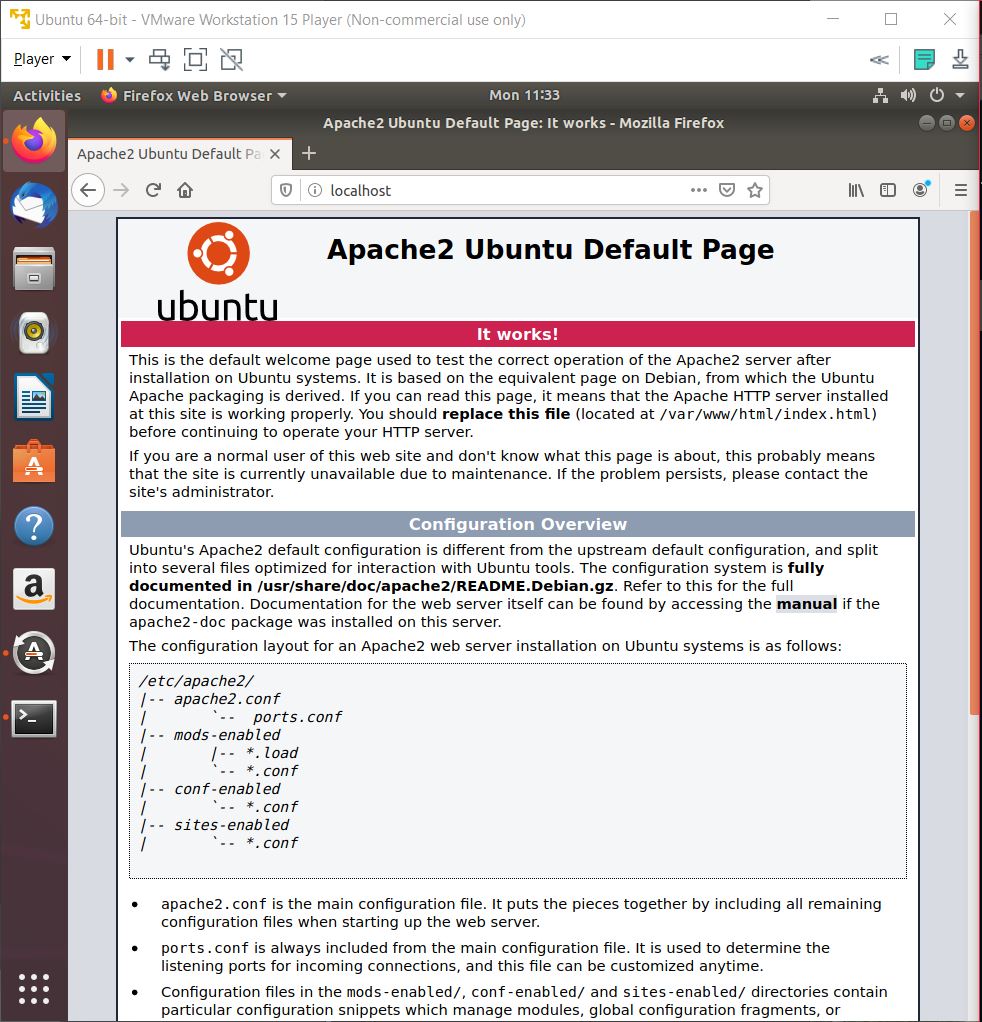 Ubuntu 64-bit - VMware Workstation 15 Player (Non-commercial use only)
Player
Activities Firefox Web Browser Mon 11:33
Apache2 Ubuntu Default Page: It works - Mozilla Firefox
Apache2 Ubuntu Default Pa
localhost
ubuntu
Apache2 Ubuntu Default Page
It works!
This is the default welcome page used to test the correct operation of the Apache2 server after
installation on Ubuntu systems. It is based on the equivalent page on Debian, from which the Ubuntu
Apache packaging is derived. If you can read this page, it means that the Apache HTTP server installed
at this site is working properly. You should replace this file (located at /var/www/html/index.html)
before continuing to operate your HTTP server.
If you are a normal user of this web site and don't know what this page is about, this probably means
that the site is currently unavailable due to maintenance. If the problem persists, please contact the
site's administrator.
Configuration Overview
Ubuntu's Apache2 default configuration is different from the upstream default configuration, and split
into several files optimized for interaction with Ubuntu tools. The configuration system is fully
documented in /usr/share/doc/apache2/README.Debian.gz. Refer to this for the full
documentation. Documentation for the web server itself can be found by accessing the manual if the
apache2-doc package was installed on this server.
The configuration layout for an Apache2 web server installation on Ubuntu systems is as follows:
/etc/apache2/
|-- apache2.conf
|       `--  ports.conf
|-- mods-enabled
|       |-- *.load
|       `-- *.conf
|-- conf-enabled
|       `-- *.conf
|-- sites-enabled
|       `-- *.conf
• apache2.conf is the main configuration file. It puts the pieces together by including all remaining
configuration files when starting up the web server.
• ports.conf is always included from the main configuration file. It is used to determine the
listening ports for incoming connections, and this file can be customized anytime.
• Configuration files in the mods-enabled/, conf-enabled/ and sites-enabled/ directories contain
particular configuration snippets which manage modules, global configuration fragments, or